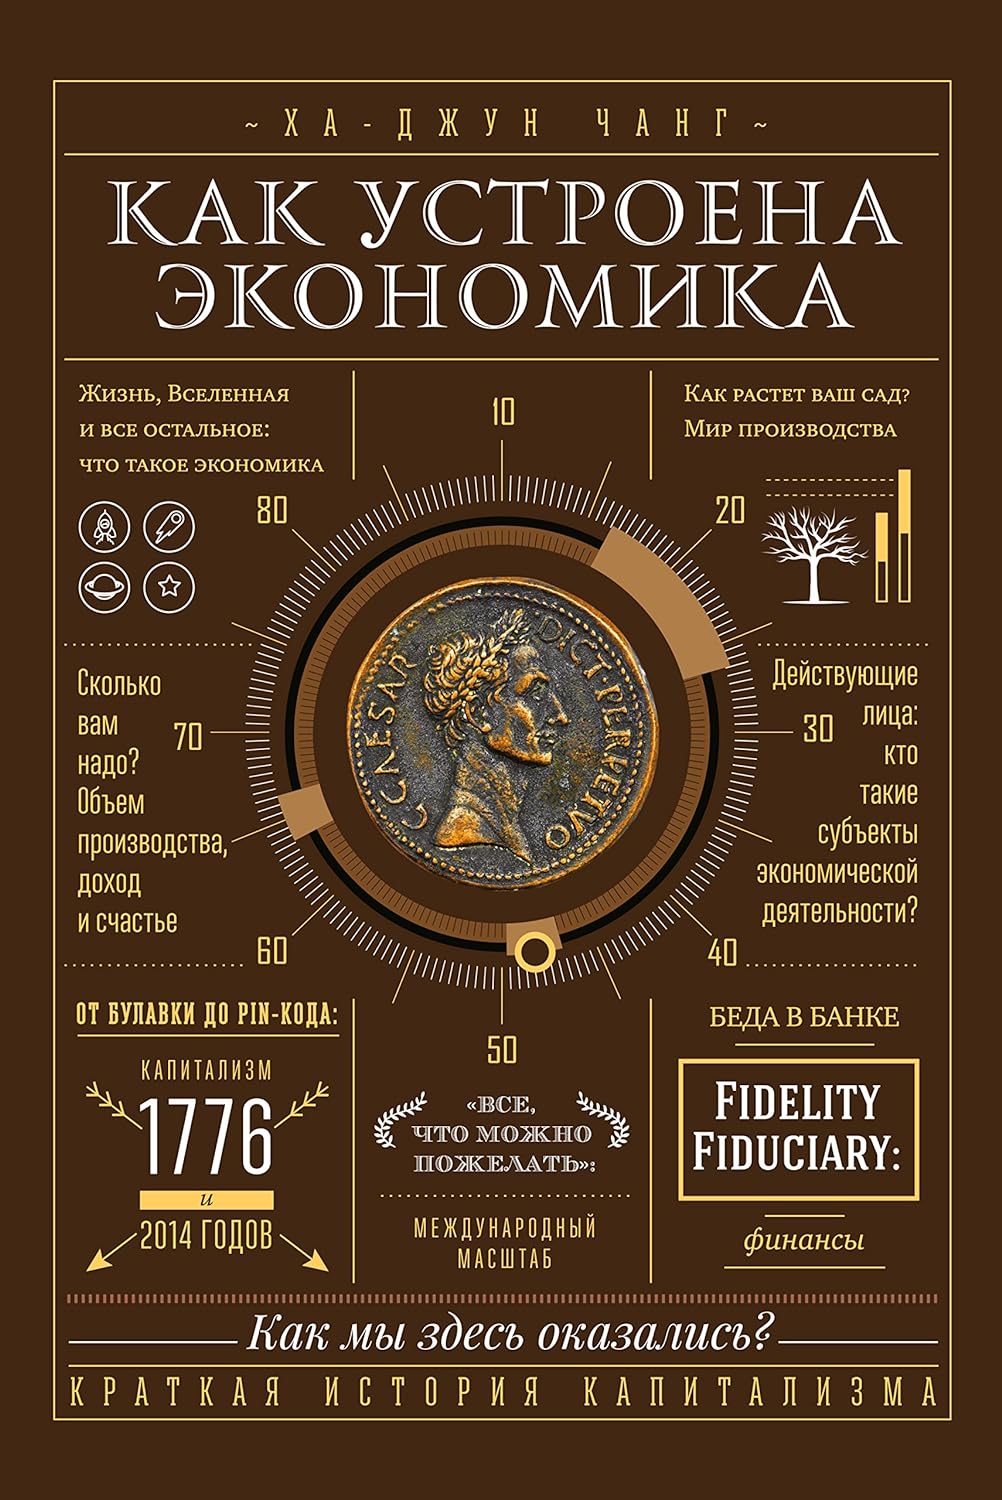 ~ ХА-ДЖУН ЧАНГ ~
КАК УСТРОЕНА
ЭКОНОМИКА
Жизнь, Вселенная
и все остальное:
что такое экономика
Как растет ваш сад?
Мир производства
10
80
20
Сколько
вам
надо?
Объем
производства,
доход
и счастье
70
C CAESAR DICT·PERPETVO
30
Действующие
лица:
кто
такие
субъекты
экономической
деятельности?
60
40
50
ОТ БУЛАВКИ ДО PIN-КОДА:
КАПИТАЛИЗМ
1776
и
2014 ГОДОВ
«ВСЕ,
ЧТО МОЖНО
ПОЖЕЛАТЬ»:
МЕЖДУНАРОДНЫЙ
МАСШТАБ
БЕДА В БАНКЕ
FIDELITY
FIDUCIARY:
финансы
Как мы здесь оказались?
КРАТКАЯ ИСТОРИЯ КАПИТАЛИЗМА